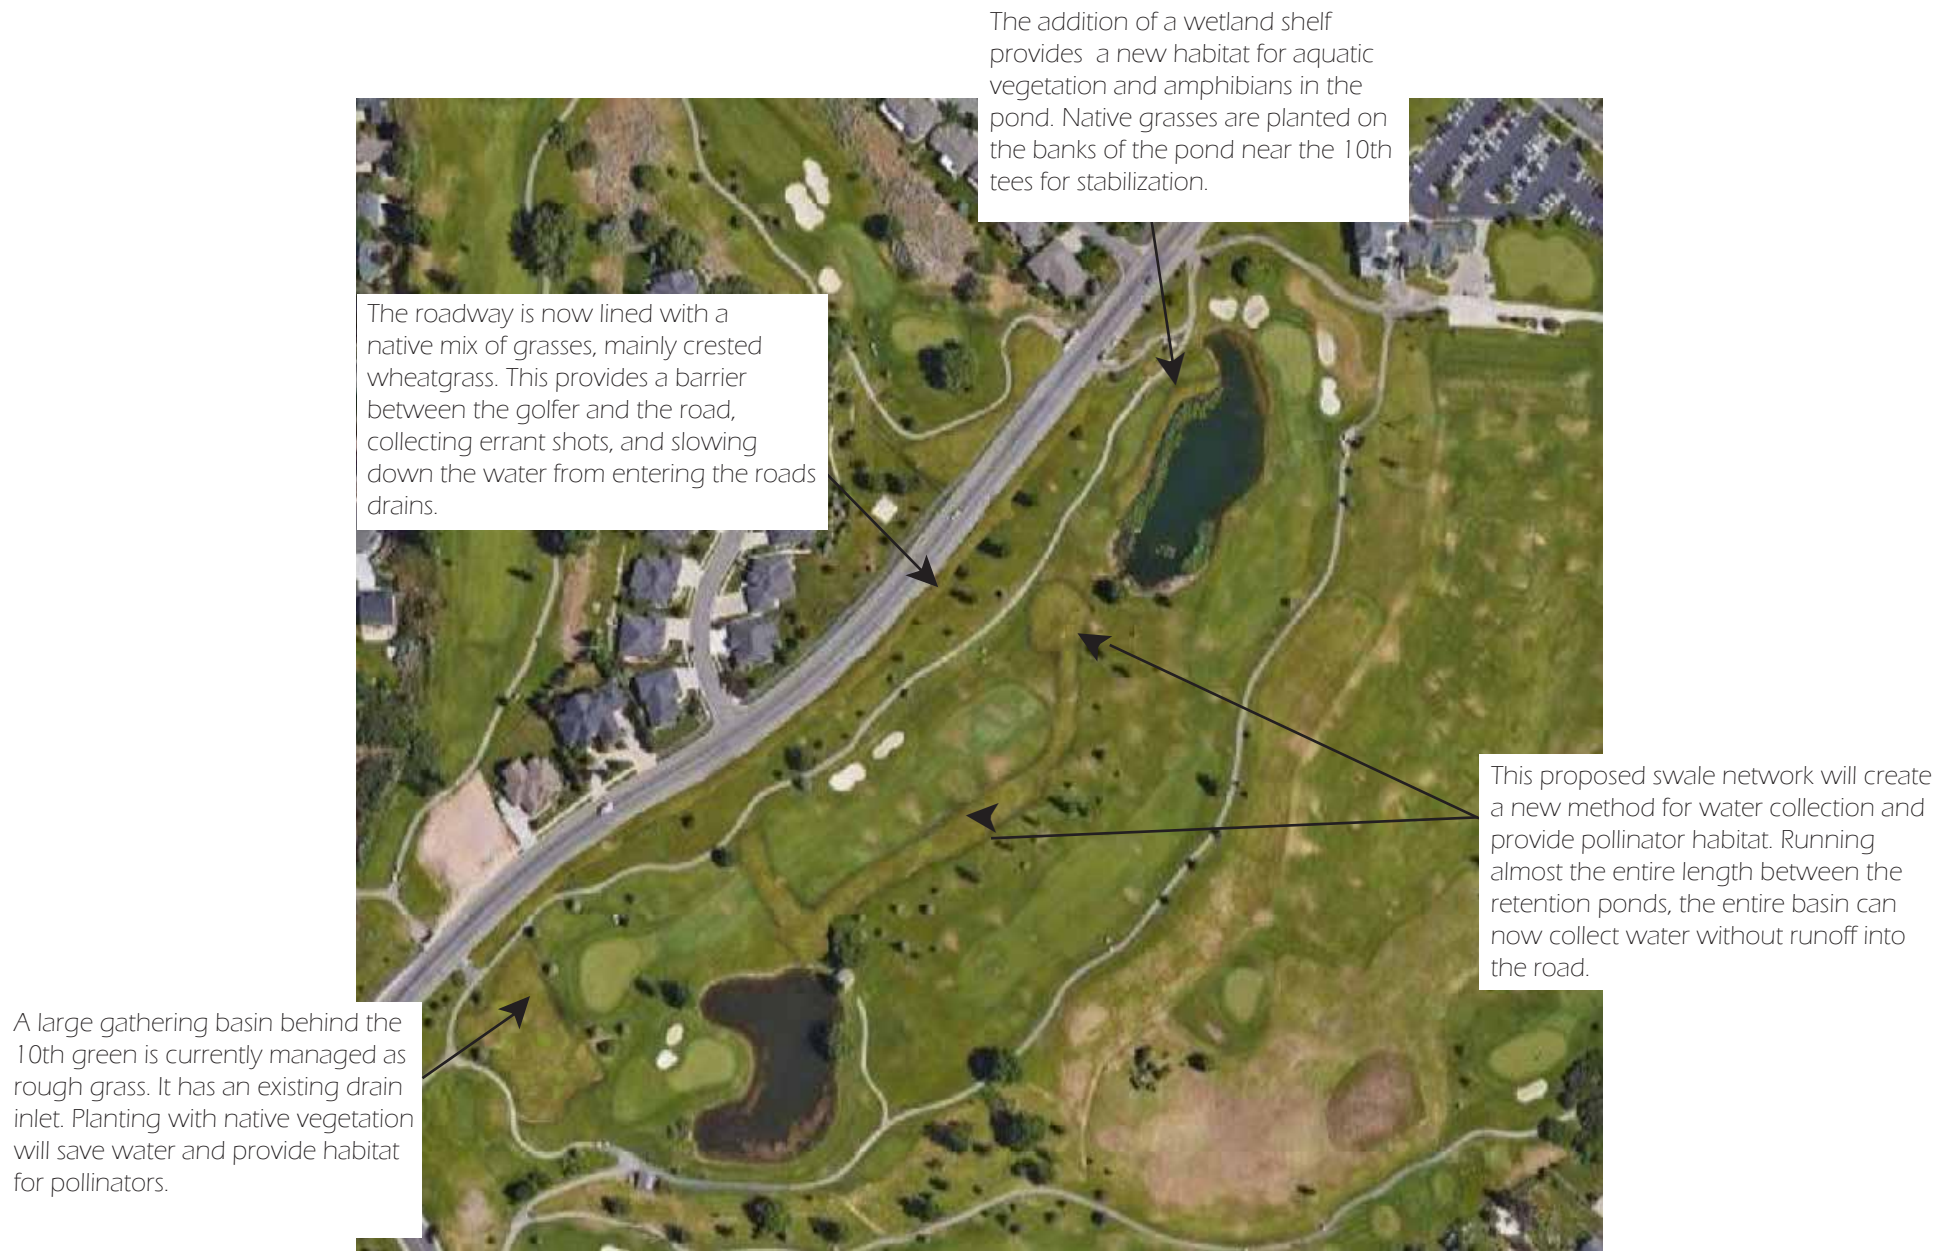 The addition of a wetland shelf
provides  a new habitat for aquatic
vegetation and amphibians in the
pond. Native grasses are planted on
the banks of the pond near the 10th
tees for stabilization.
The roadway is now lined with a
native mix of grasses, mainly crested
wheatgrass. This provides a barrier
between the golfer and the road,
collecting errant shots, and slowing
down the water from entering the roads
drains.
This proposed swale network will create
a new method for water collection and
provide pollinator habitat. Running
almost the entire length between the
retention ponds, the entire basin can
now collect water without runoff into
the road.
A large gathering basin behind the
10th green is currently managed as
rough grass. It has an existing drain
inlet. Planting with native vegetation
will save water and provide habitat
for pollinators.